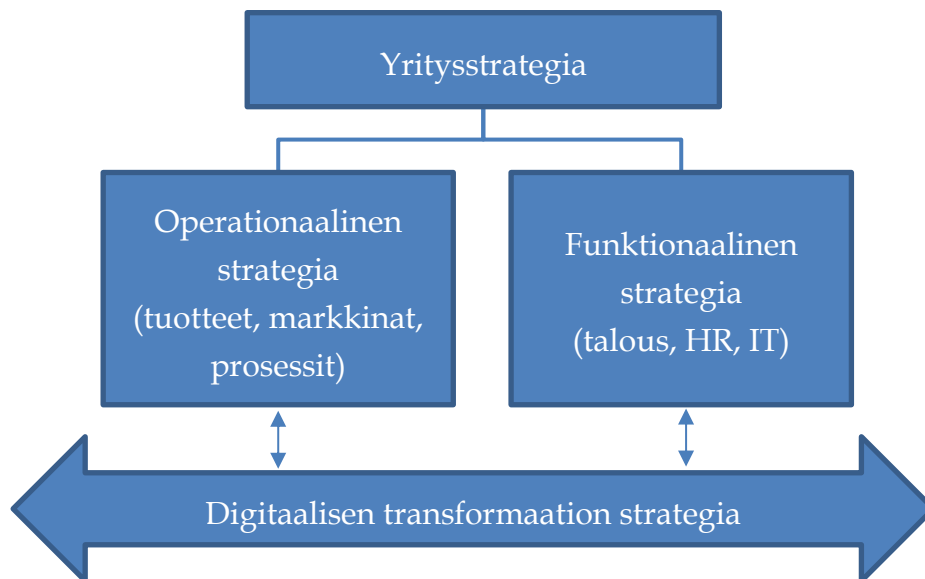 Yritysstrategia
Operationaalinen
strategia
(tuotteet, markkinat,
prosessit)
Funktionaalinen
strategia
(talous, HR, IT)
Digitaalisen transformaation strategia